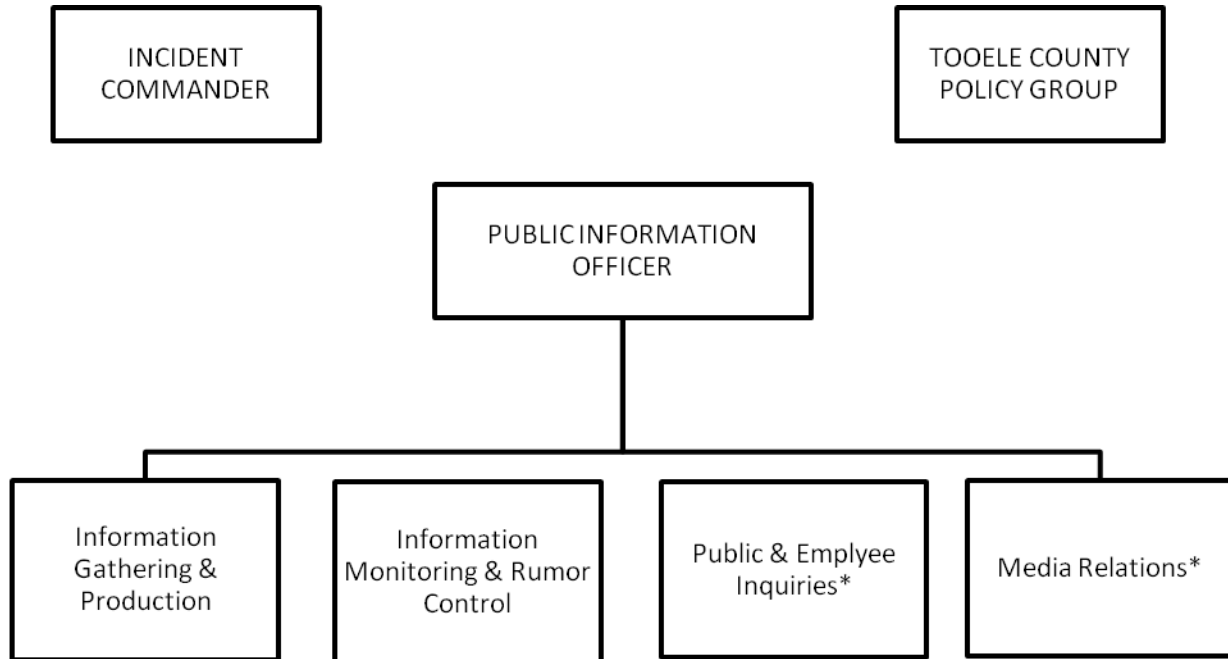 INCIDENT
COMMANDER
TOOELE COUNTY
POLICY GROUP
PUBLIC INFORMATION
OFFICER
Information
Gathering &
Production
Information
Monitoring & Rumor
Control
Public & Emplyee
Inquiries*
Media Relations*